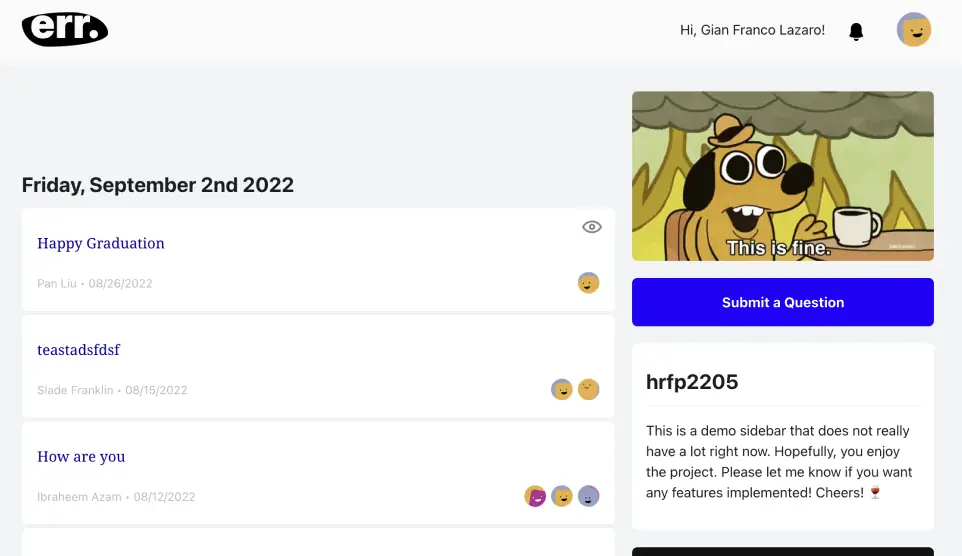 err.
Hi, Gian Franco Lazaro!
Friday, September 2nd 2022
Happy Graduation
Pan Liu • 08/26/2022
teastadsfdsf
Slade Franklin • 08/15/2022
How are you
Ibraheem Azam • 08/12/2022
This is fine.
Submit a Question
hrfp2205
This is a demo sidebar that does not really
have a lot right now. Hopefully, you enjoy
the project. Please let me know if you want
any features implemented! Cheers! 🍷